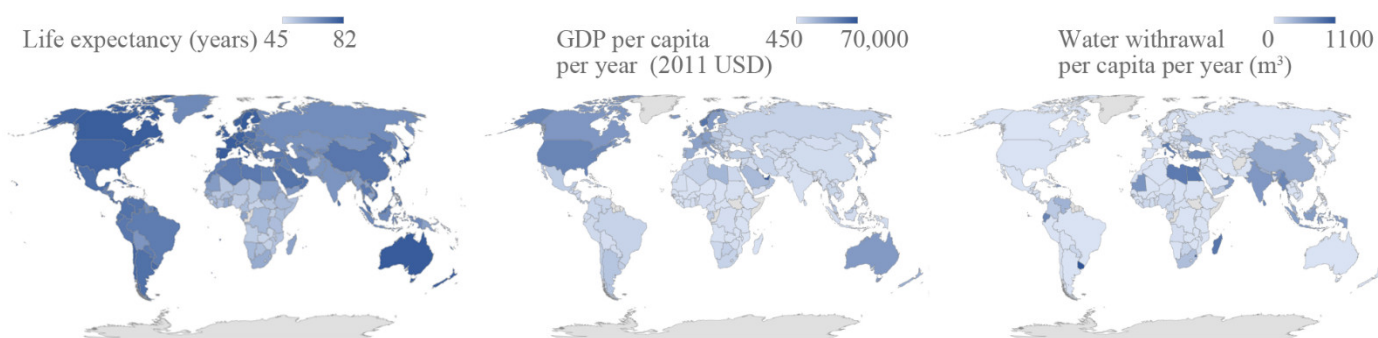 Life expectancy (years) 45 82
GDP per capita 450 70,000
per year (2011 USD)
Water withrawal 0 1100
per capita per year (m³)